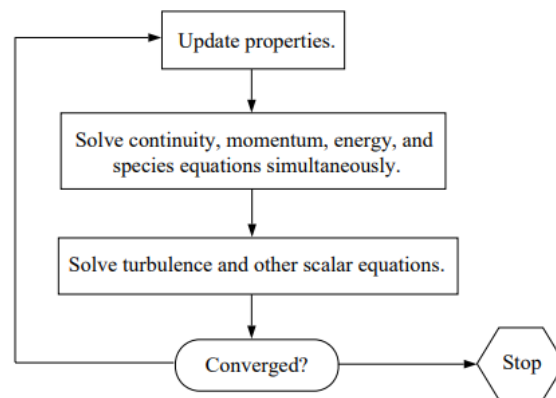 Update properties.
Solve continuity, momentum, energy, and
species equations simultaneously.
Solve turbulence and other scalar equations.
Converged?
Stop